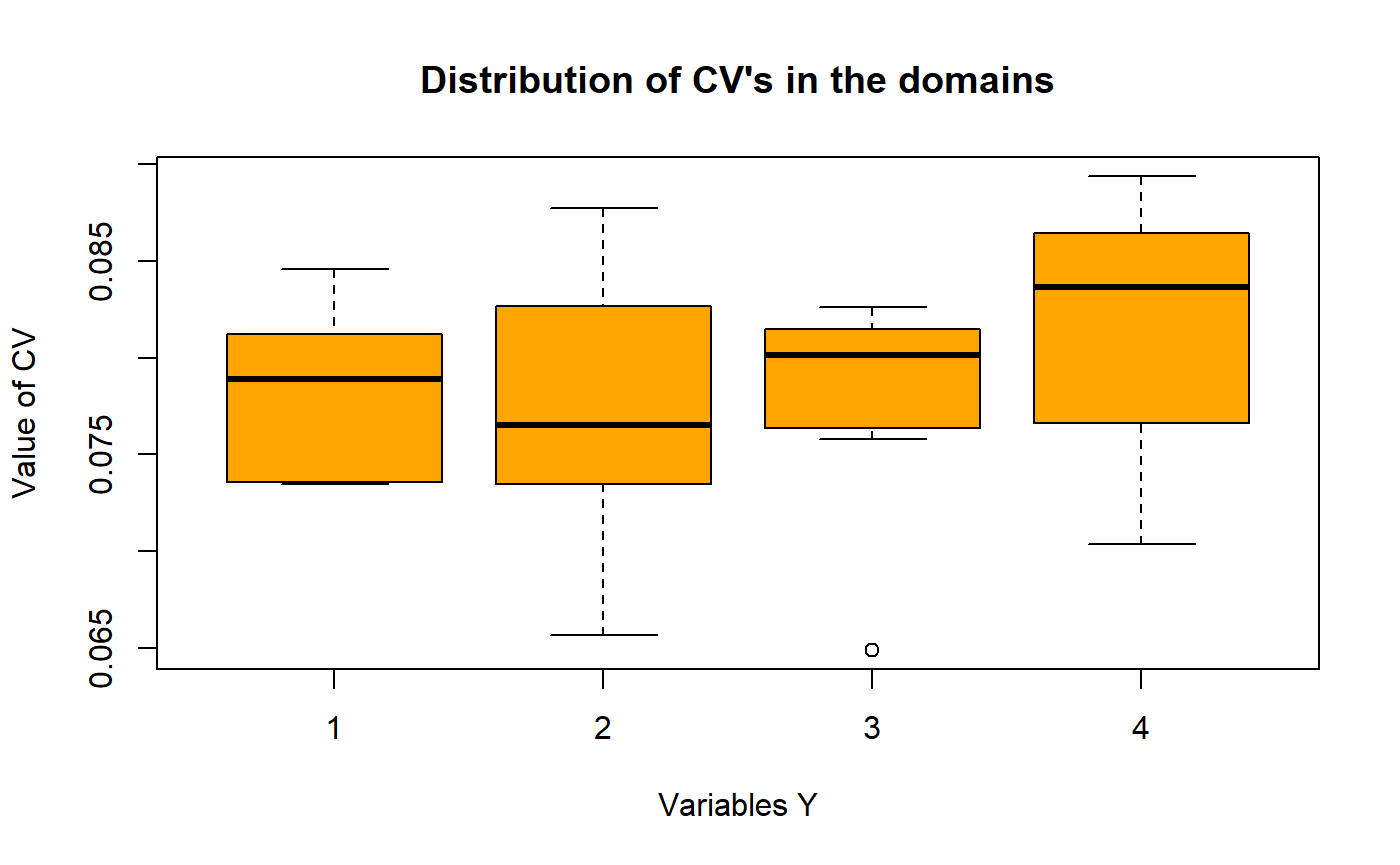 Distribution of CV's in the domains
Value of CV
0.085
0.075
0.065
1 2 3 4
Variables Y